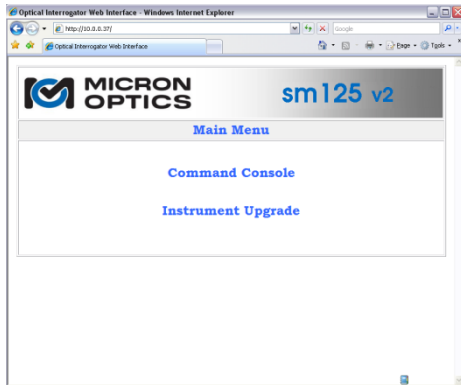 Optical Interrogator Web Interface - Windows Internet Explorer
http://10.0.0.37/
Google
Optical Interrogator Web Interface
Page
Tools
MICRON
OPTICS
sm125 v2
Main Menu
Command Console
Instrument Upgrade